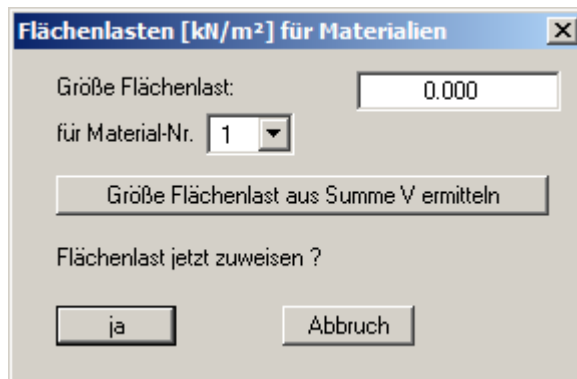 Flächenlasten [kN/m²] für Materialien
Größe Flächenlast: 0.000
für Material-Nr. 1
Größe Flächenlast aus Summe V ermitteln
Flächenlast jetzt zuweisen ?
ja Abbruch